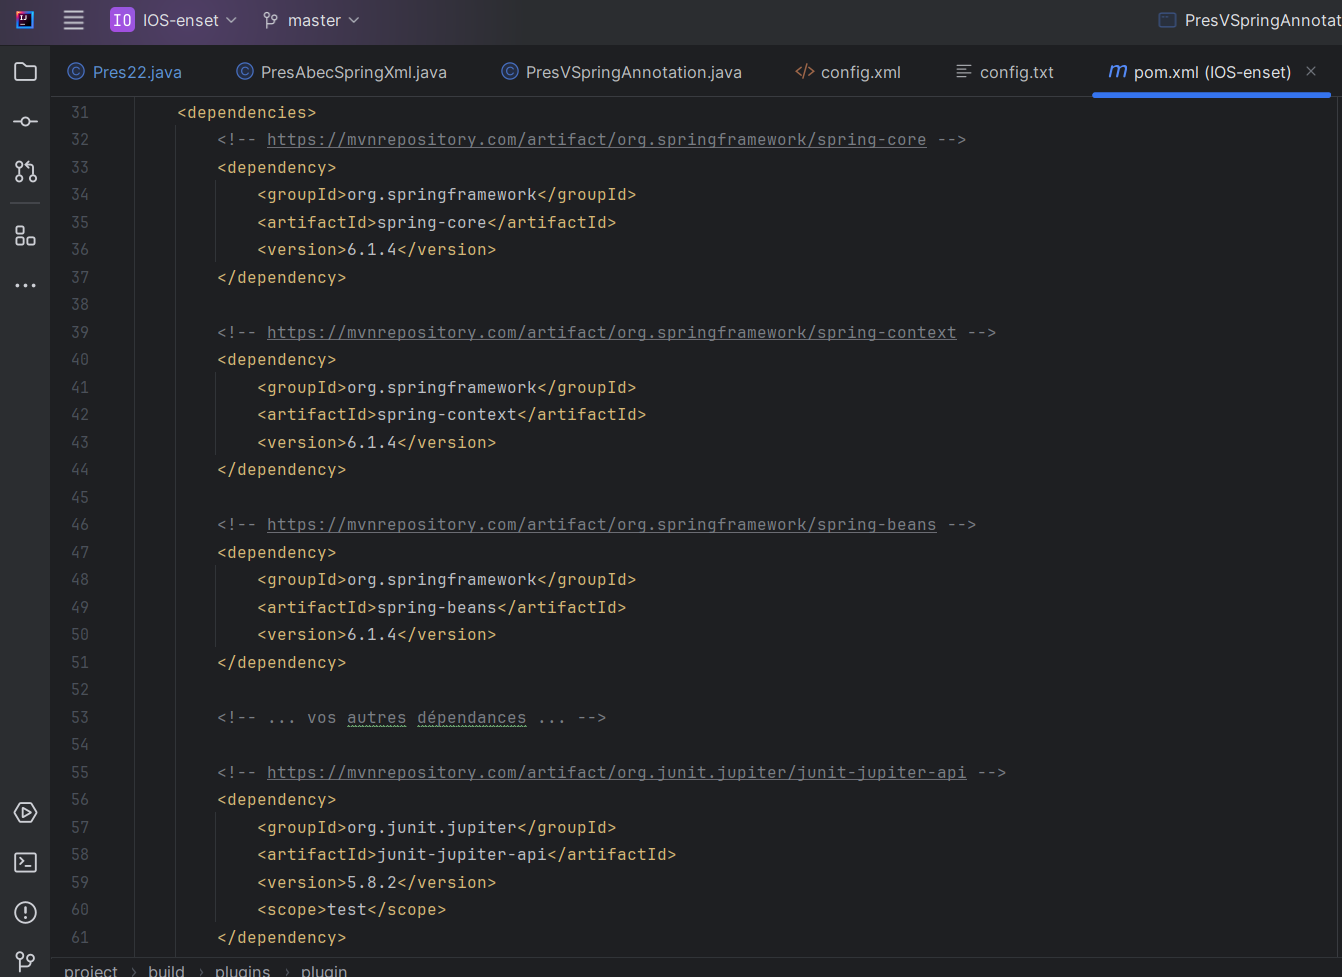 IO IOS-enset master PresVSpringAnnotat
Pres22.java PresAbecSpringXml.java PresVSpringAnnotation.java config.xml config.txt pom.xml (IOS-enset)
31 <dependencies>
32 <!-- https://mvnrepository.com/artifact/org.springframework/spring-core -->
33 <dependency>
34 <groupId>org.springframework</groupId>
35 <artifactId>spring-core</artifactId>
36 <version>6.1.4</version>
37 </dependency>
38
39 <!-- https://mvnrepository.com/artifact/org.springframework/spring-context -->
40 <dependency>
41 <groupId>org.springframework</groupId>
42 <artifactId>spring-context</artifactId>
43 <version>6.1.4</version>
44 </dependency>
45
46 <!-- https://mvnrepository.com/artifact/org.springframework/spring-beans -->
47 <dependency>
48 <groupId>org.springframework</groupId>
49 <artifactId>spring-beans</artifactId>
50 <version>6.1.4</version>
51 </dependency>
52
53 <!-- ... vos autres dépendances ... -->
54
55 <!-- https://mvnrepository.com/artifact/org.junit.jupiter/junit-jupiter-api -->
56 <dependency>
57 <groupId>org.junit.jupiter</groupId>
58 <artifactId>junit-jupiter-api</artifactId>
59 <version>5.8.2</version>
60 <scope>test</scope>
61 </dependency>
project > build > plugins > plugin